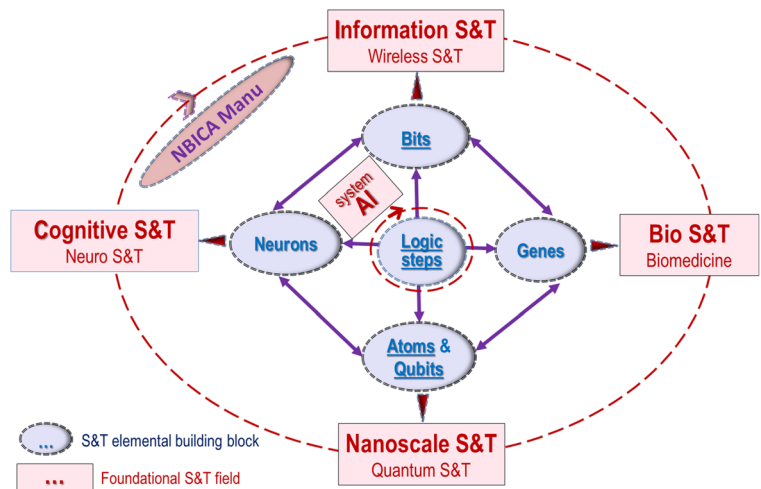 Information S&T
Wireless S&T
NBICA Manu
Bits
system
AI
Cognitive S&T
Neuro S&T
Neurons
Logic
steps
Genes
Bio S&T
Biomedicine
Atoms &
Qubits
Nanoscale S&T
Quantum S&T
... S&T elemental building block
... Foundational S&T field